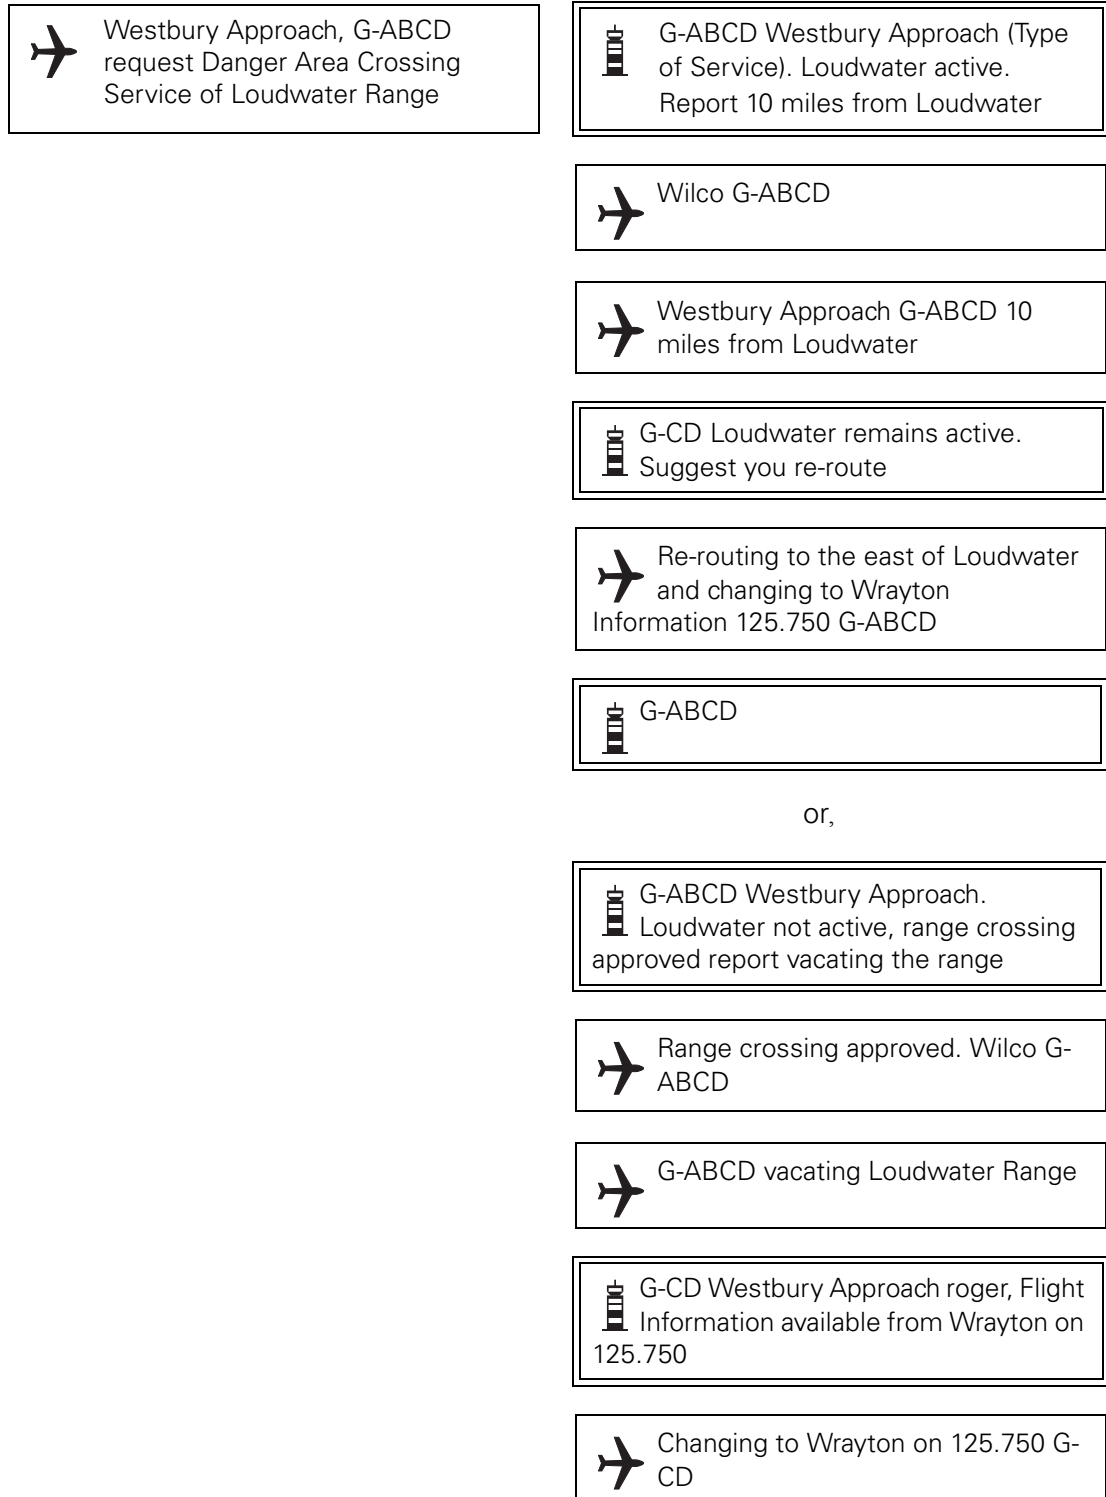 Westbury Approach, G-ABCD
request Danger Area Crossing
Service of Loudwater Range
G-ABCD Westbury Approach (Type
of Service). Loudwater active.
Report 10 miles from Loudwater
Wilco G-ABCD
Westbury Approach G-ABCD 10
miles from Loudwater
G-CD Loudwater remains active.
Suggest you re-route
Re-routing to the east of Loudwater
and changing to Wrayton
Information 125.750 G-ABCD
G-ABCD
or,
G-ABCD Westbury Approach.
Loudwater not active, range crossing
approved report vacating the range
Range crossing approved. Wilco G-
ABCD
G-ABCD vacating Loudwater Range
G-CD Westbury Approach roger, Flight
Information available from Wrayton on
125.750
Changing to Wrayton on 125.750 G-
CD